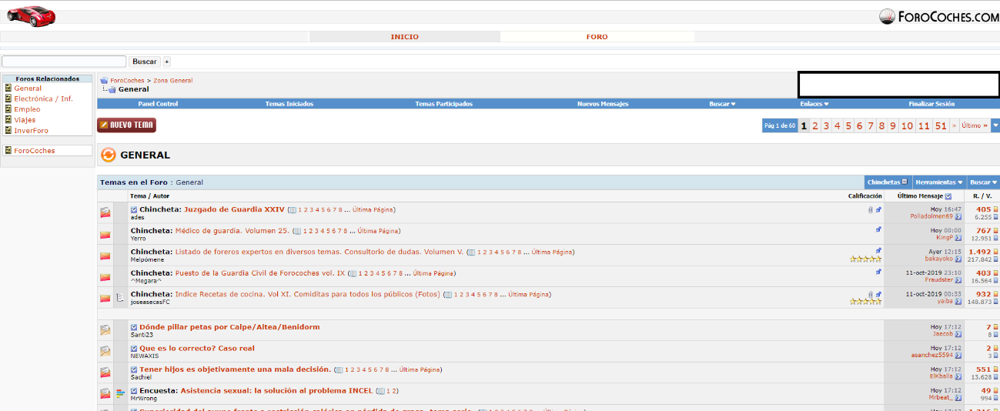 FOROCOCHES.COM
INICIO FORO
Buscar +
Foros Relacionados
General
Electrónica / Inf.
Empleo
Viajes
InverForo
ForoCoches
ForoCoches > Zona General
General
Panel Control Temas Iniciados Temas Participados Nuevos Mensajes Buscar Enlaces Finalizar Sesión
NUEVO TEMA
Pág 1 de 60 1 2 3 4 5 6 7 8 9 10 11 51 > Último »
GENERAL
Temas en el Foro : General Chinchetas Herramientas Buscar
Tema / Autor Calificación Último Mensaje R. / V.
Chincheta: Juzgado de Guardia XXIV ( 1 2 3 4 5 6 7 8 ... Última Página) Hoy 16:47 405
ades Polladolmen69 6.255
Chincheta: Médico de guardia. Volumen 25. ( 1 2 3 4 5 6 7 8 ... Última Página) Hoy 00:00 767
Yerro KingP 12.951
Chincheta: Listado de foreros expertos en diversos temas. Consultorio de dudas. Volumen V. ( 1 2 3 4 5 6 7 8 ... Última Página) Ayer 12:15 1.492
Melpómene bakayoko 217.842
Chincheta: Puesto de la Guardia Civil de Forocoches vol. IX ( 1 2 3 4 5 6 7 8 ... Última Página) 11-oct-2019 23:10 403
^Megara^ Fraudster 16.564
Chincheta: Indice Recetas de cocina. Vol XI. Comiditas para todos los públicos (Fotos) ( 1 2 3 4 5 6 7 8 ... Última Página) 11-oct-2019 00:33 932
joseasecasFC yaiba 148.873
Dónde pillar petas por Calpe/Altea/Benidorm Hoy 17:12 7
Santi23 Jaecob 8
Que es lo correcto? Caso real Hoy 17:12 2
NEWAXIS asanchez5594 3
Tener hijos es objetivamente una mala decisión. ( 1 2 3 4 5 6 7 8 ... Última Página) Hoy 17:12 551
Sachiel ElKballa 13.628
Encuesta: Asistencia sexual: la solución al problema INCEL ( 1 2) Hoy 17:12 49
MrWrong Mrbeat_ 994